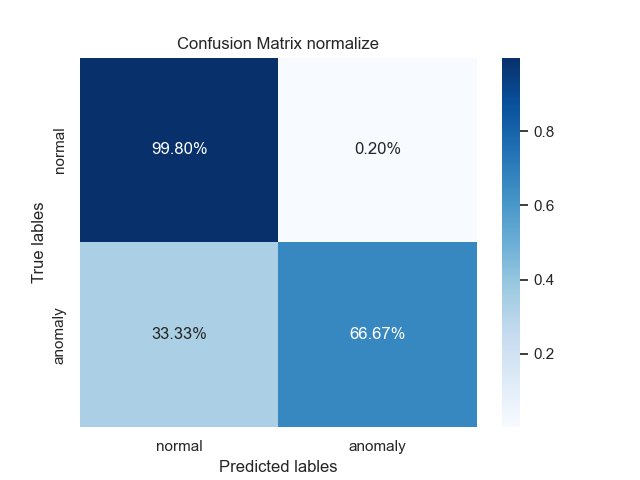 Confusion Matrix normalize
True lables
normal
anomaly
99.80%
0.20%
33.33%
66.67%
normal
anomaly
Predicted lables
0.8
0.6
0.4
0.2